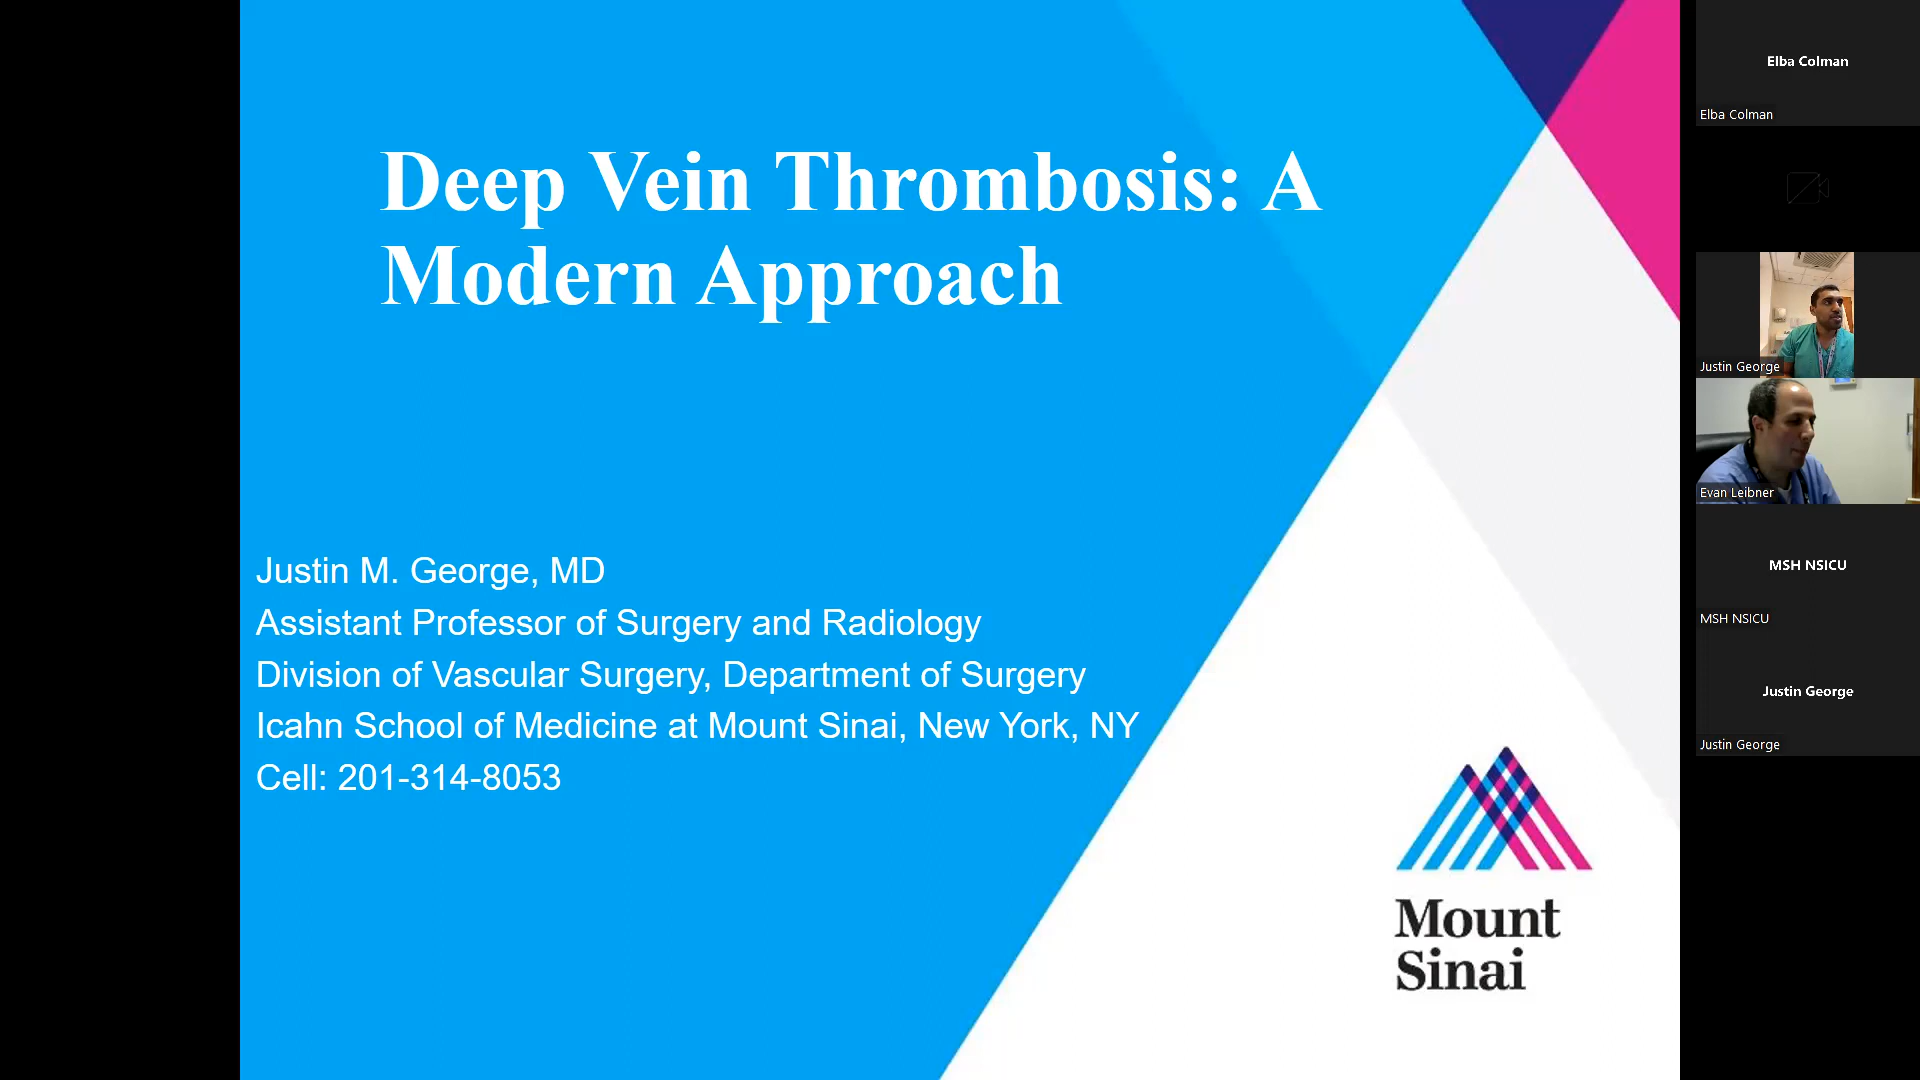 Deep Vein Thrombosis: A
Modern Approach
Justin M. George, MD
Assistant Professor of Surgery and Radiology
Division of Vascular Surgery, Department of Surgery
Icahn School of Medicine at Mount Sinai, New York, NY
Cell: 201-314-8053
Mount
Sinai
Elba Colman
Elba Colman
Justin George
Evan Leibner
MSH NSICU
MSH NSICU
Justin George
Justin George